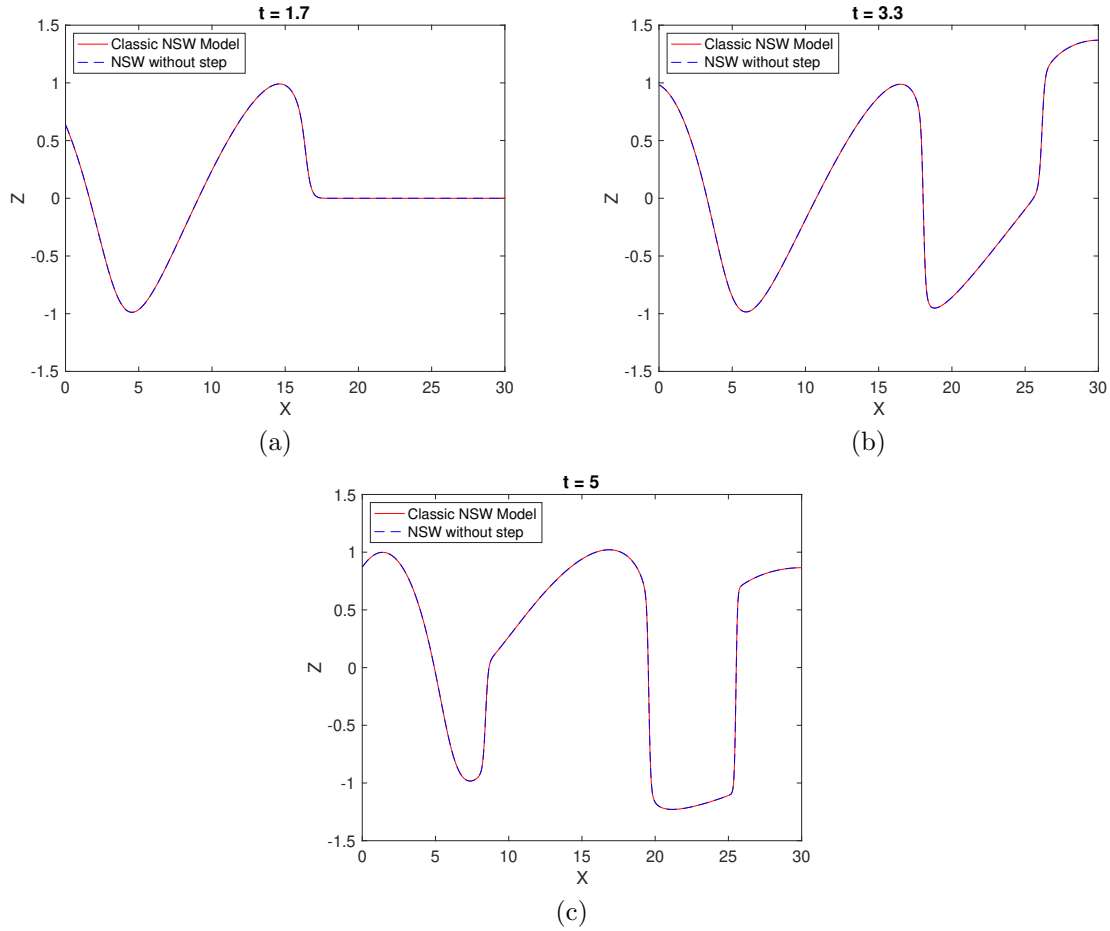 t = 1.7
Classic NSW Model
NSW without step
1.5
1
0.5
0
-0.5
-1
-1.5
Z
0 5 10 15 20 25 30
X
(a)
t = 3.3
Classic NSW Model
NSW without step
1.5
1
0.5
0
-0.5
-1
-1.5
Z
0 5 10 15 20 25 30
X
(b)
t = 5
Classic NSW Model
NSW without step
1.5
1
0.5
0
-0.5
-1
-1.5
Z
0 5 10 15 20 25 30
X
(c)